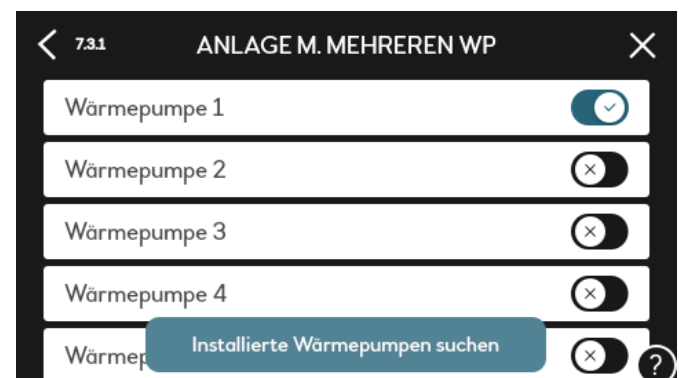 7.3.1 ANLAGE M. MEHREREN WP
Wärmepumpe 1
Wärmepumpe 2
Wärmepumpe 3
Wärmepumpe 4
Installierte Wärmepumpen suchen
?